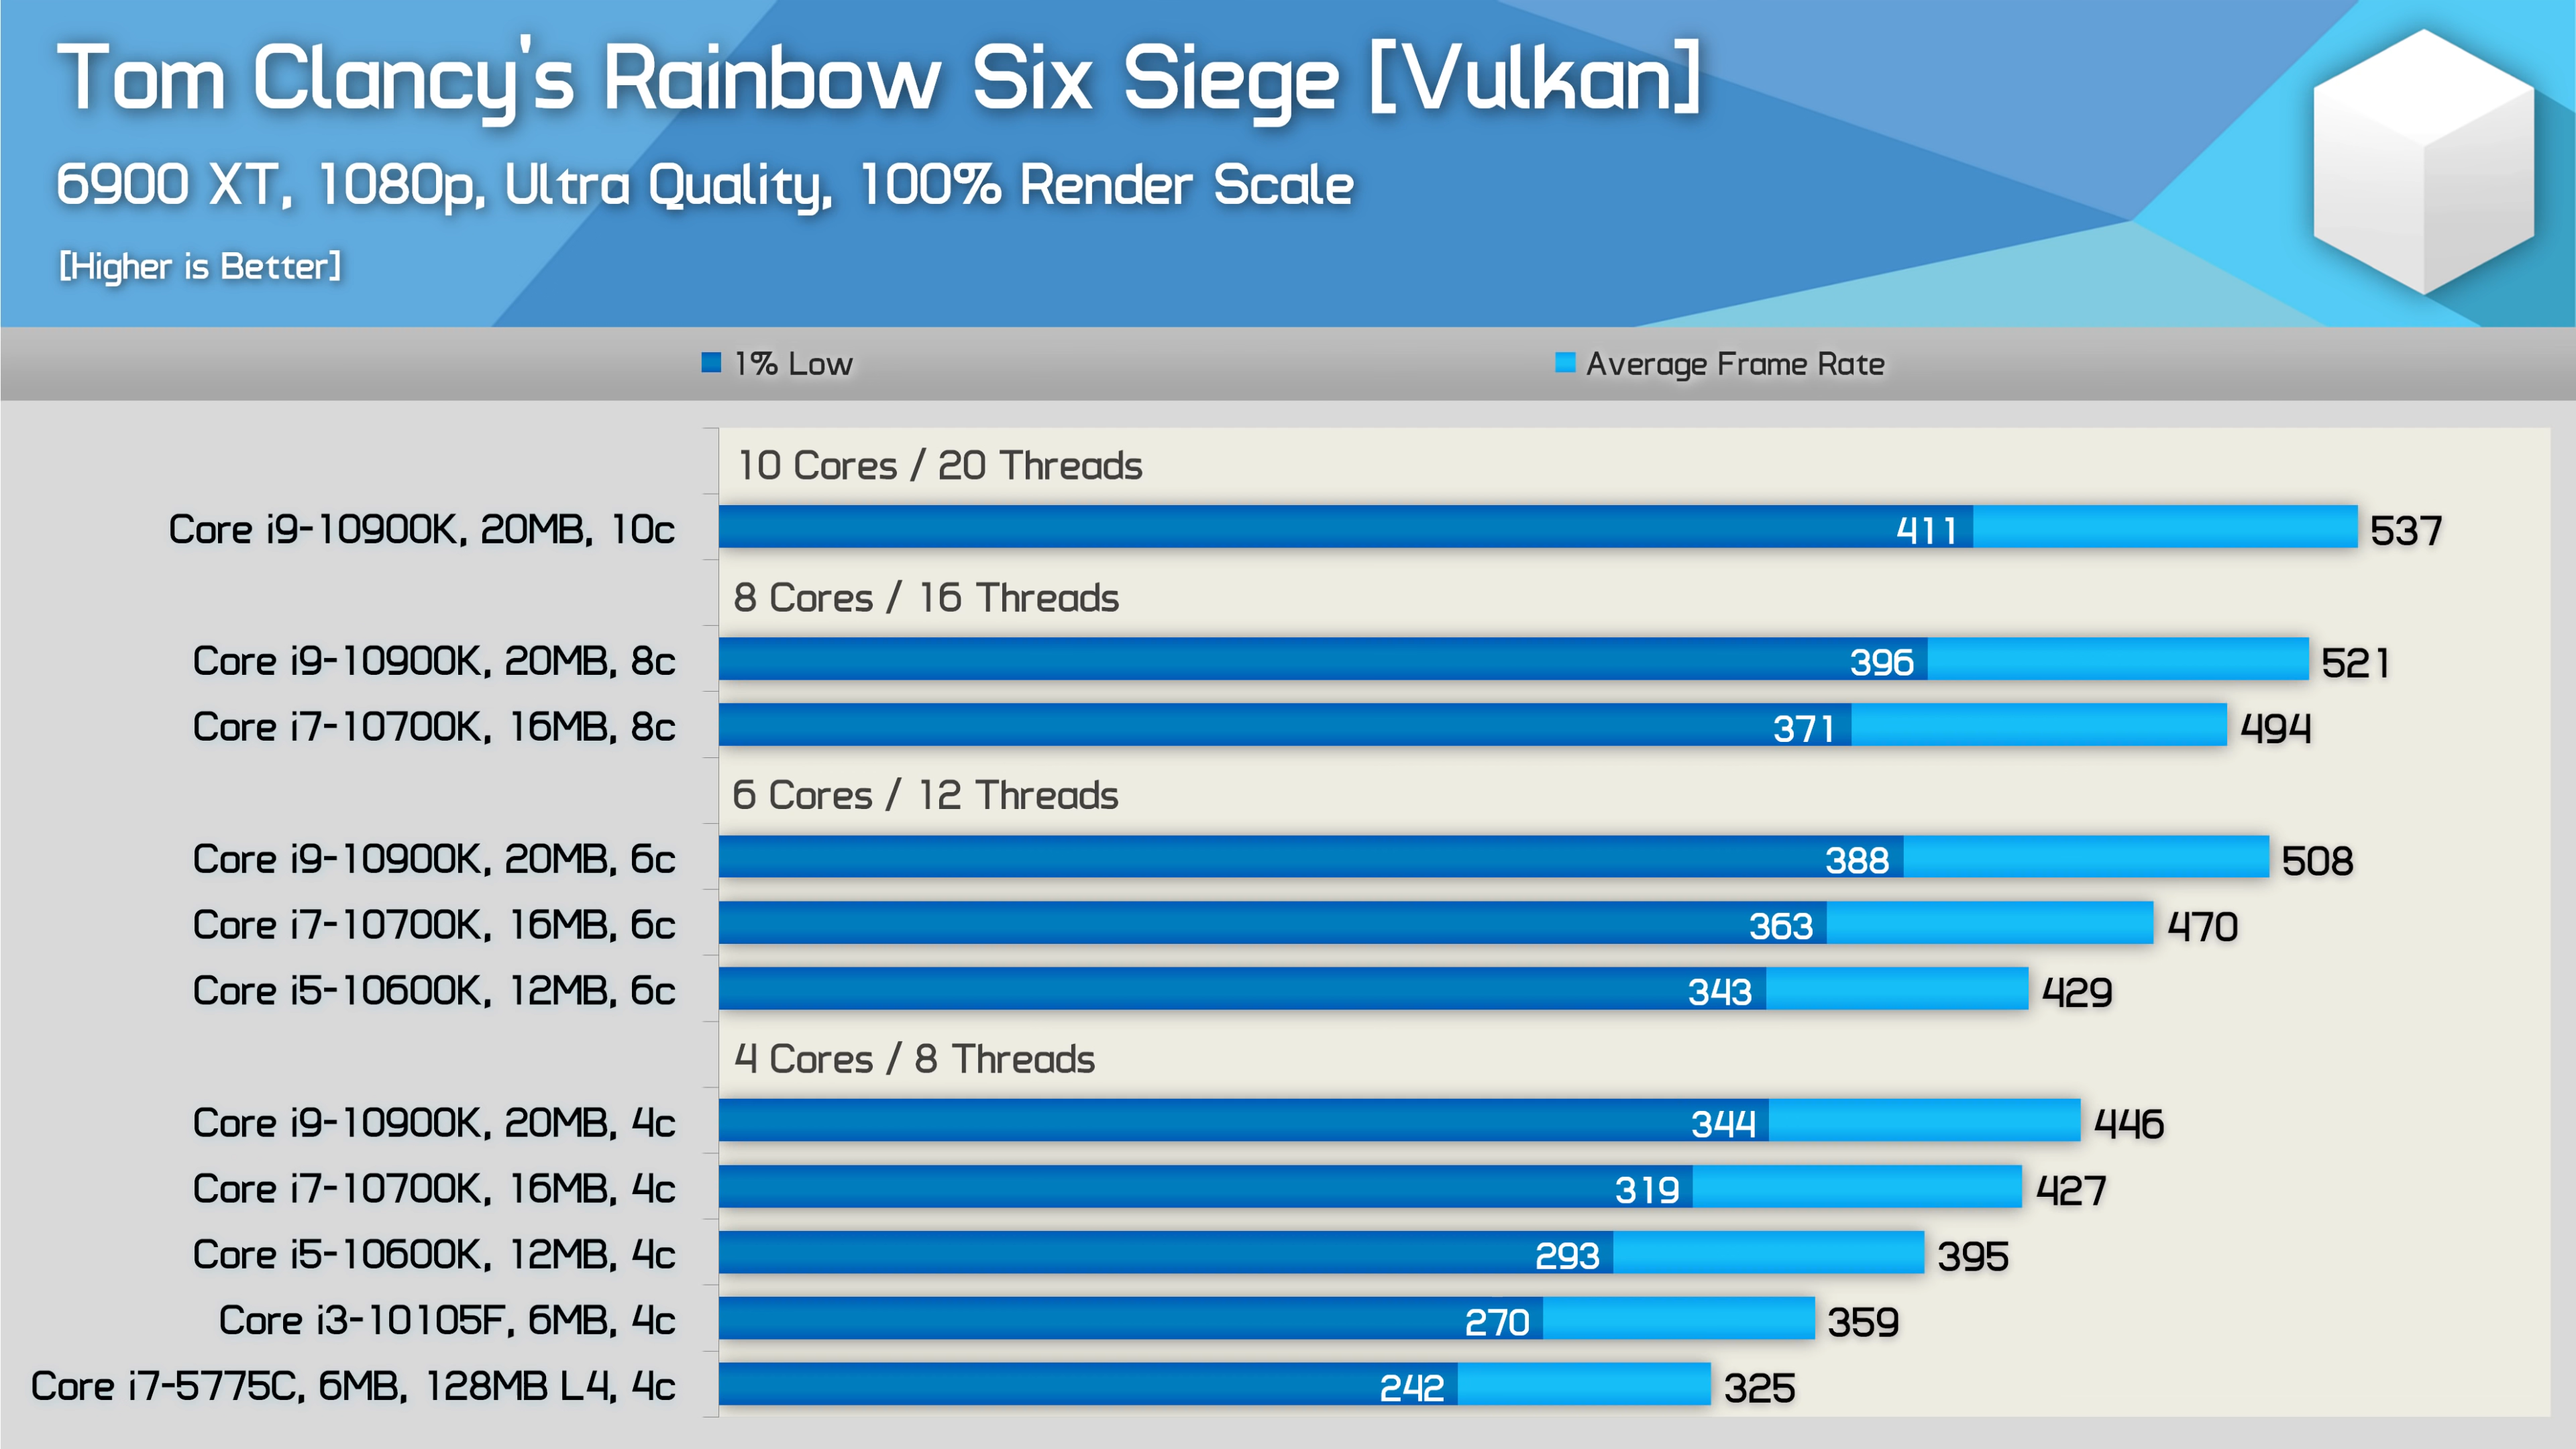 Tom Clancy's Rainbow Six Siege [Vulkan]
6900 XT, 1080p, Ultra Quality, 100% Render Scale
[Higher is Better]
1% Low
Average Frame Rate
10 Cores / 20 Threads
Core i9-10900K, 20MB, 10c 411 537
8 Cores / 16 Threads
Core i9-10900K, 20MB, 8c 396 521
Core i7-10700K, 16MB, 8c 371 494
6 Cores / 12 Threads
Core i9-10900K, 20MB, 6c 388 508
Core i7-10700K, 16MB, 6c 363 470
Core i5-10600K, 12MB, 6c 343 429
4 Cores / 8 Threads
Core i9-10900K, 20MB, 4c 344 446
Core i7-10700K, 16MB, 4c 319 427
Core i5-10600K, 12MB, 4c 293 395
Core i3-10105F, 6MB, 4c 270 359
Core i7-5775C, 6MB, 128MB L4, 4c 242 325